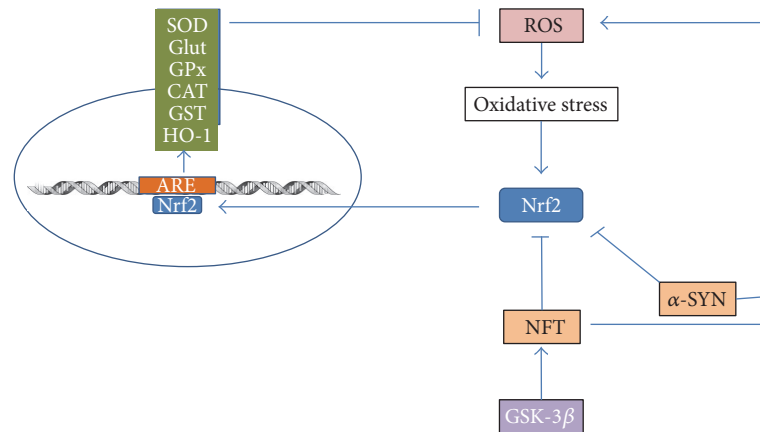 SOD
Glut
GPx
CAT
GST
HO-1
ARE
Nrf2
ROS
Oxidative stress
Nrf2
α-SYN
NFT
GSK-3β